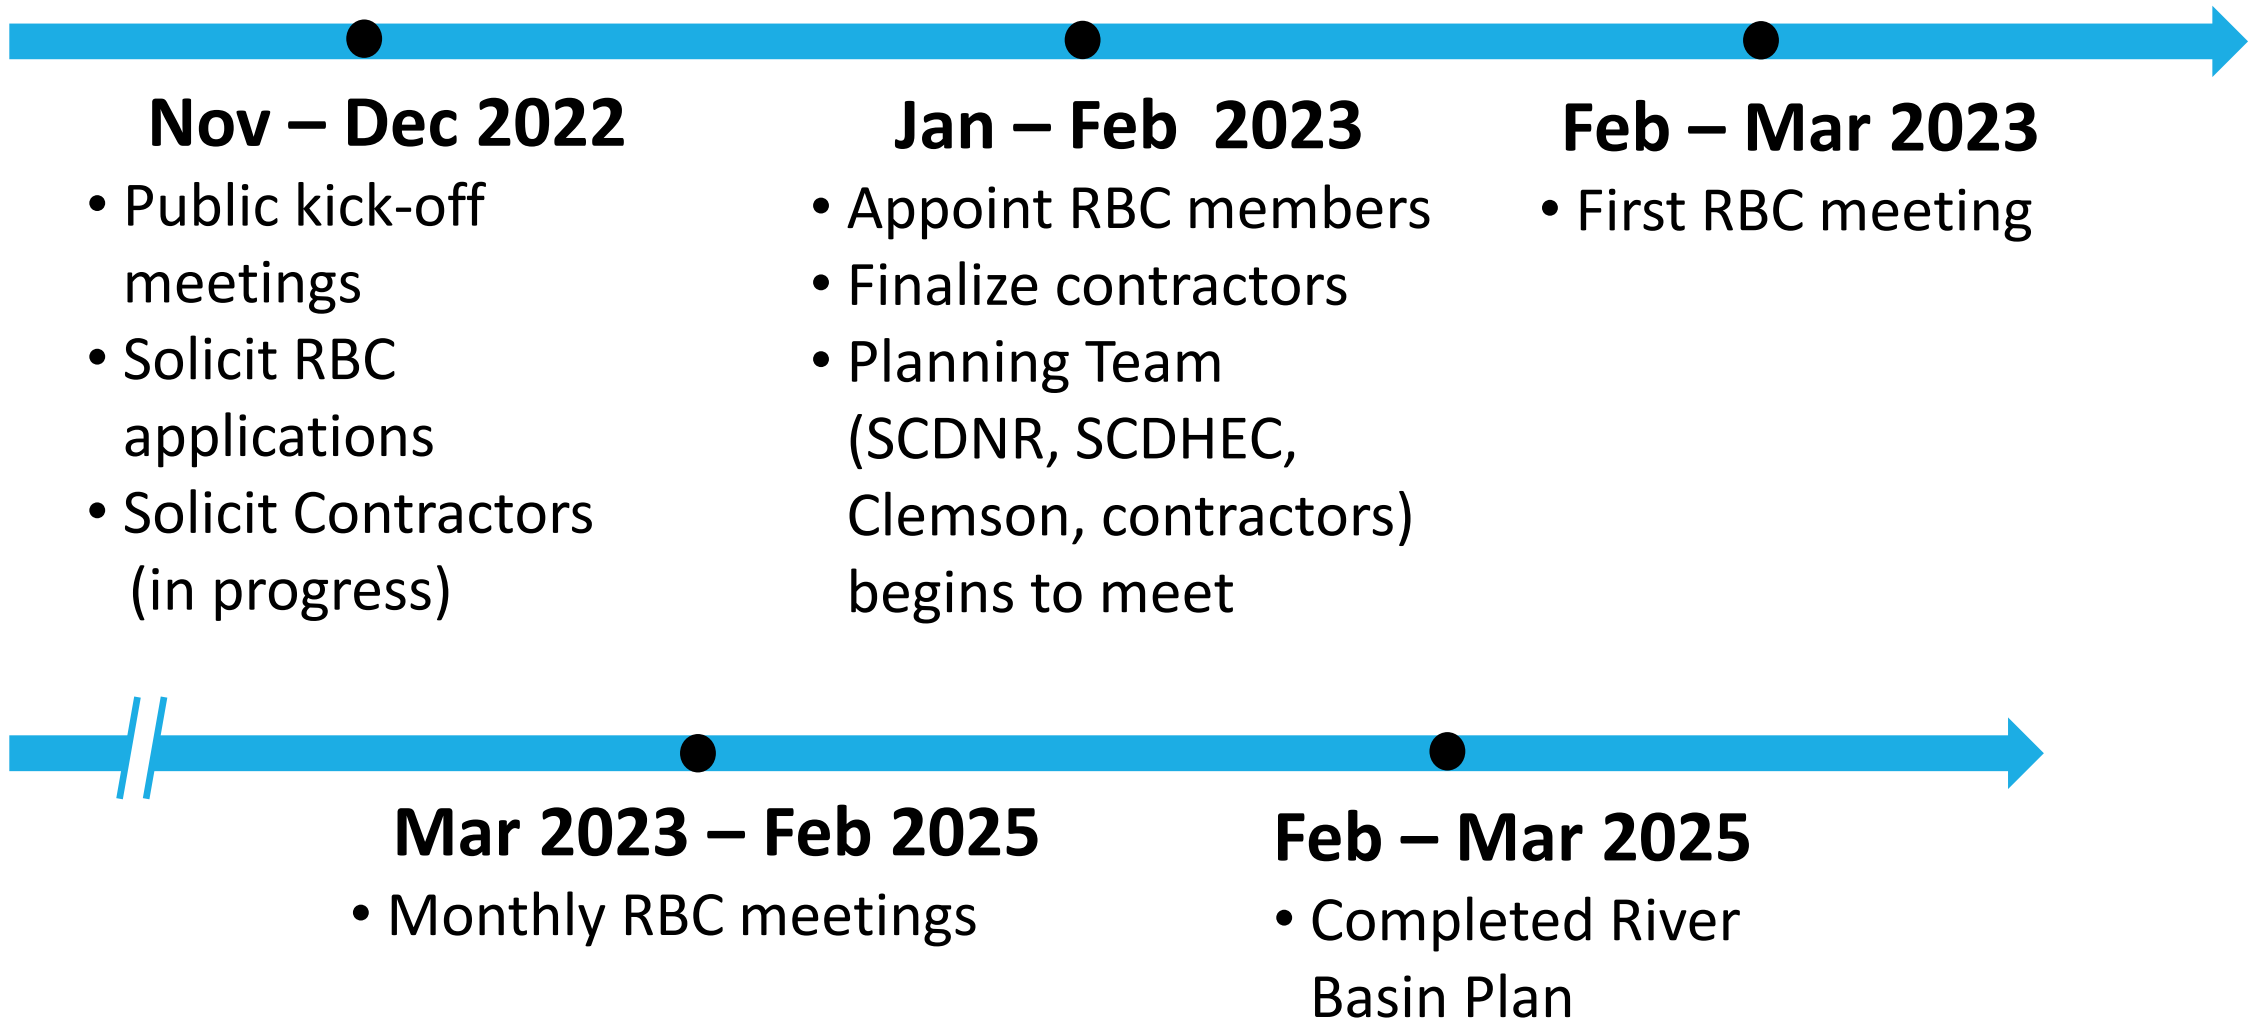 Nov – Dec 2022
• Public kick-off
meetings
• Solicit RBC
applications
• Solicit Contractors
(in progress)
Jan – Feb 2023
• Appoint RBC members
• Finalize contractors
• Planning Team
(SCDNR, SCDHEC,
Clemson, contractors)
begins to meet
Feb – Mar 2023
• First RBC meeting
Mar 2023 – Feb 2025
• Monthly RBC meetings
Feb – Mar 2025
• Completed River
Basin Plan